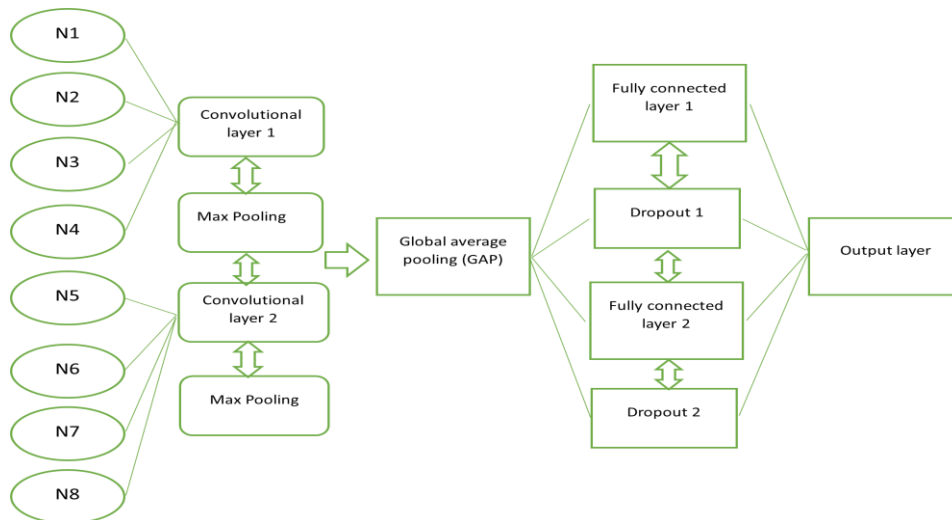 N1
N2
N3
N4
N5
N6
N7
N8
Convolutional
layer 1
Max Pooling
Convolutional
layer 2
Max Pooling
Global average
pooling (GAP)
Fully connected
layer 1
Dropout 1
Fully connected
layer 2
Dropout 2
Output layer